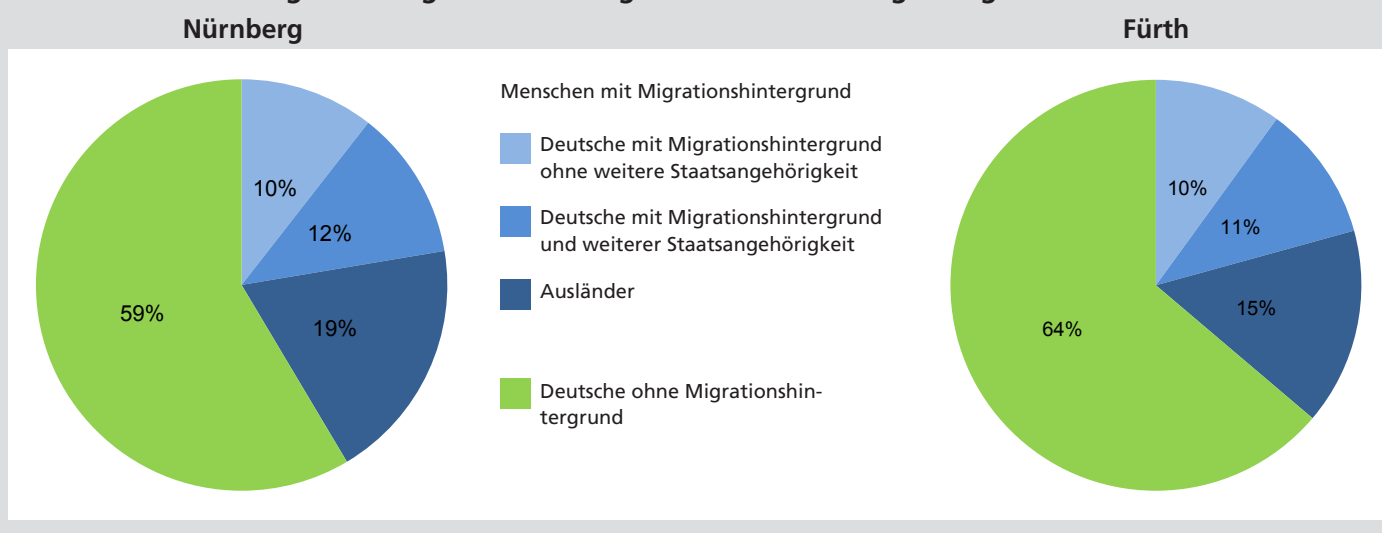 Nürnberg
Fürth
Menschen mit Migrationshintergrund
Deutsche mit Migrationshintergrund
ohne weitere Staatsangehörigkeit
Deutsche mit Migrationshintergrund
und weiterer Staatsangehörigkeit
Ausländer
Deutsche ohne Migrationshin-
tergrund
10%
12%
19%
59%
10%
11%
15%
64%